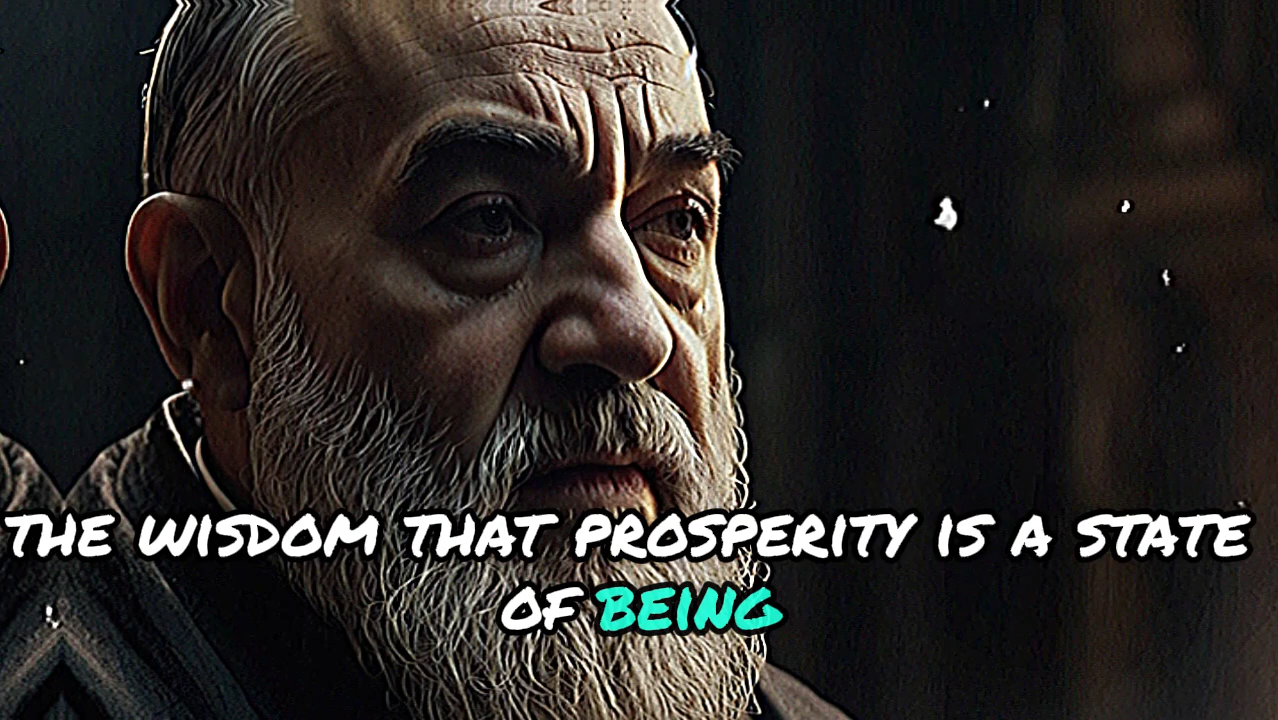 THE WISDOM THAT PROSPERITY IS A STATE
OF BEING